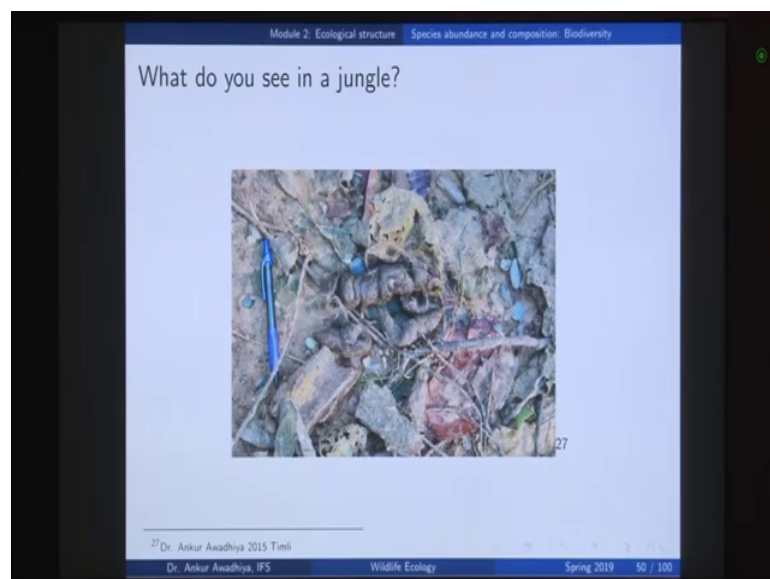 Module 2: Ecological structure Species abundance and composition: Biodiversity
What do you see in a jungle?
27
27Dr. Ankur Awadhiya 2015 Timli
Dr. Ankur Awadhiya, IFS Wildlife Ecology Spring 2019 50 / 100